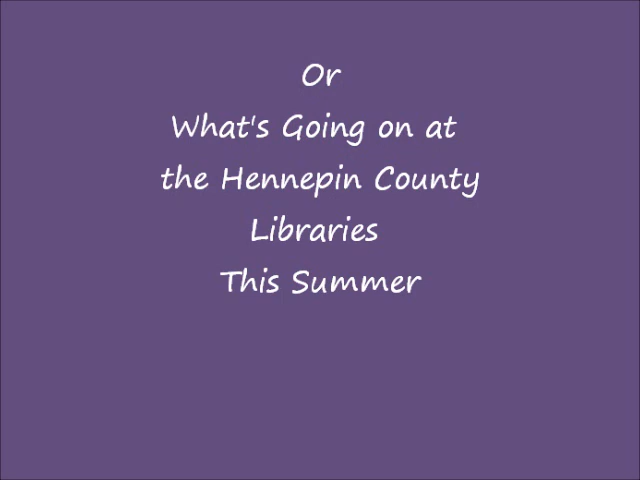 Or
What's Going on at
the Hennepin County
Libraries
This Summer